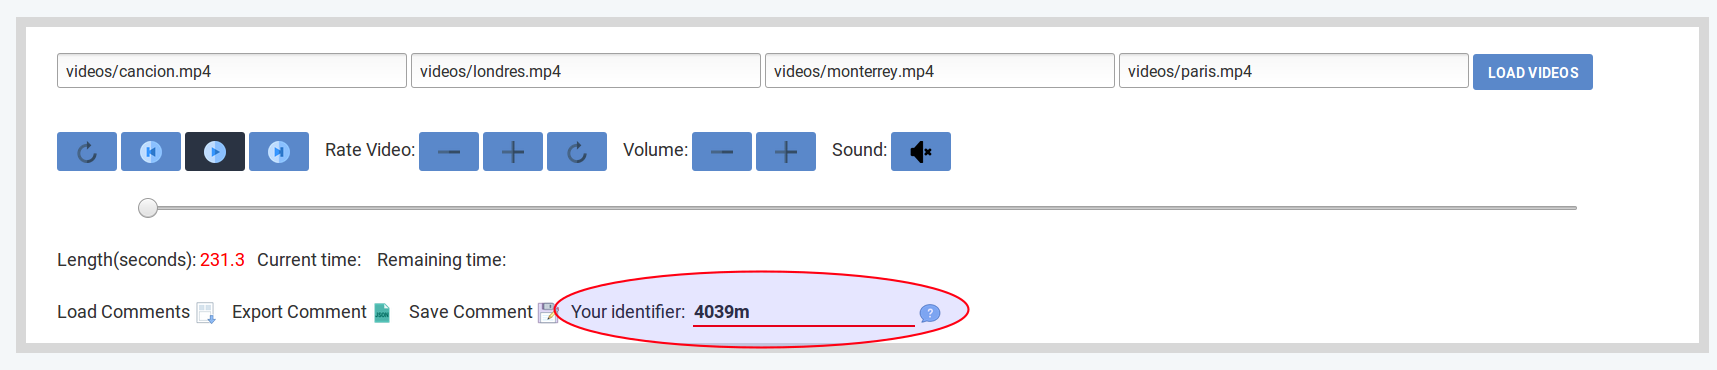 videos/cancion.mp4 videos/londres.mp4 videos/monterrey.mp4 videos/paris.mp4 LOAD VIDEOS
Rate Video: Volume: Sound:
Length(seconds): 231.3 Current time: Remaining time:
Load Comments Export Comment JSON Save Comment Your identifier: 4039m ?